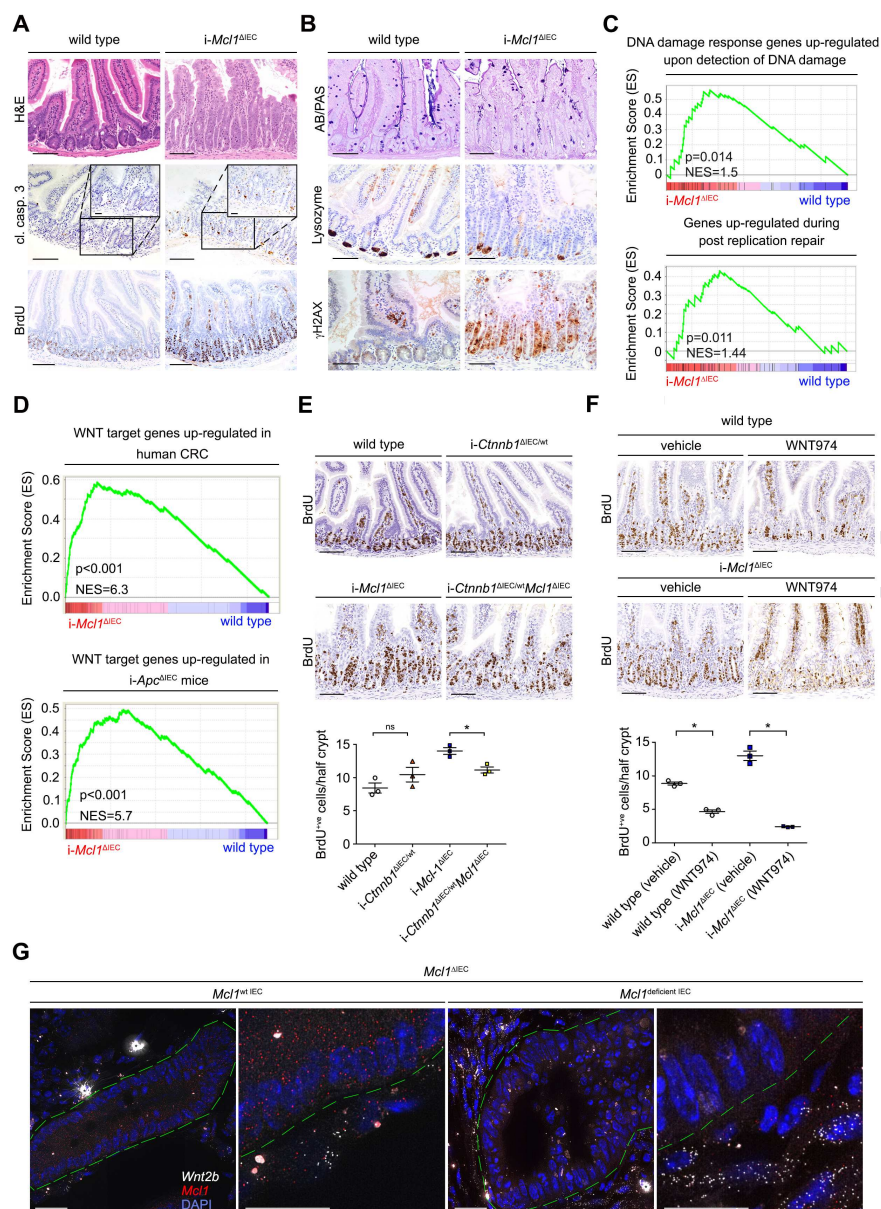 A
wild type
i-Mcl1ΔIEC
H&E
cl. casp. 3
BrdU
B
wild type
i-Mcl1ΔIEC
AB/PAS
Lysozyme
γH2AX
C
DNA damage response genes up-regulated
upon detection of DNA damage
Enrichment Score (ES)
0.5
0.4
0.3
0.2
0.1
0
p=0.014
NES=1.5
i-Mcl1ΔIEC
wild type
Genes up-regulated during
post replication repair
Enrichment Score (ES)
0.4
0.3
0.2
0.1
0
p=0.011
NES=1.44
i-Mcl1ΔIEC
wild type
D
WNT target genes up-regulated in
human CRC
Enrichment Score (ES)
0.6
0.5
0.4
0.3
0.2
0.1
0.0
p<0.001
NES=6.3
i-Mcl1ΔIEC
wild type
WNT target genes up-regulated in
i-ApcΔIEC mice
Enrichment Score (ES)
0.5
0.4
0.3
0.2
0.1
0.0
p<0.001
NES=5.7
i-Mcl1ΔIEC
wild type
E
wild type
i-Ctnnb1ΔIEC/wt
BrdU
i-Mcl1ΔIEC
i-Ctnnb1ΔIEC/wtMcl1ΔIEC
BrdU
BrdU+ve cells/half crypt
15
10
5
0
ns
*
wild type
i-Ctnnb1ΔIEC/wt
i-Mcl-1ΔIEC
i-Ctnnb1ΔIEC/wtMcl1ΔIEC
F
wild type
vehicle
WNT974
BrdU
i-Mcl1ΔIEC
vehicle
WNT974
BrdU
BrdU+ve cells/half crypt
15
10
5
0
*
*
wild type (vehicle)
wild type (WNT974)
i-Mcl1ΔIEC (vehicle)
i-Mcl1ΔIEC (WNT974)
G
Mcl1ΔIEC
Mcl1wt IEC
Mcl1deficient IEC
Wnt2b
Mcl1
DAPI